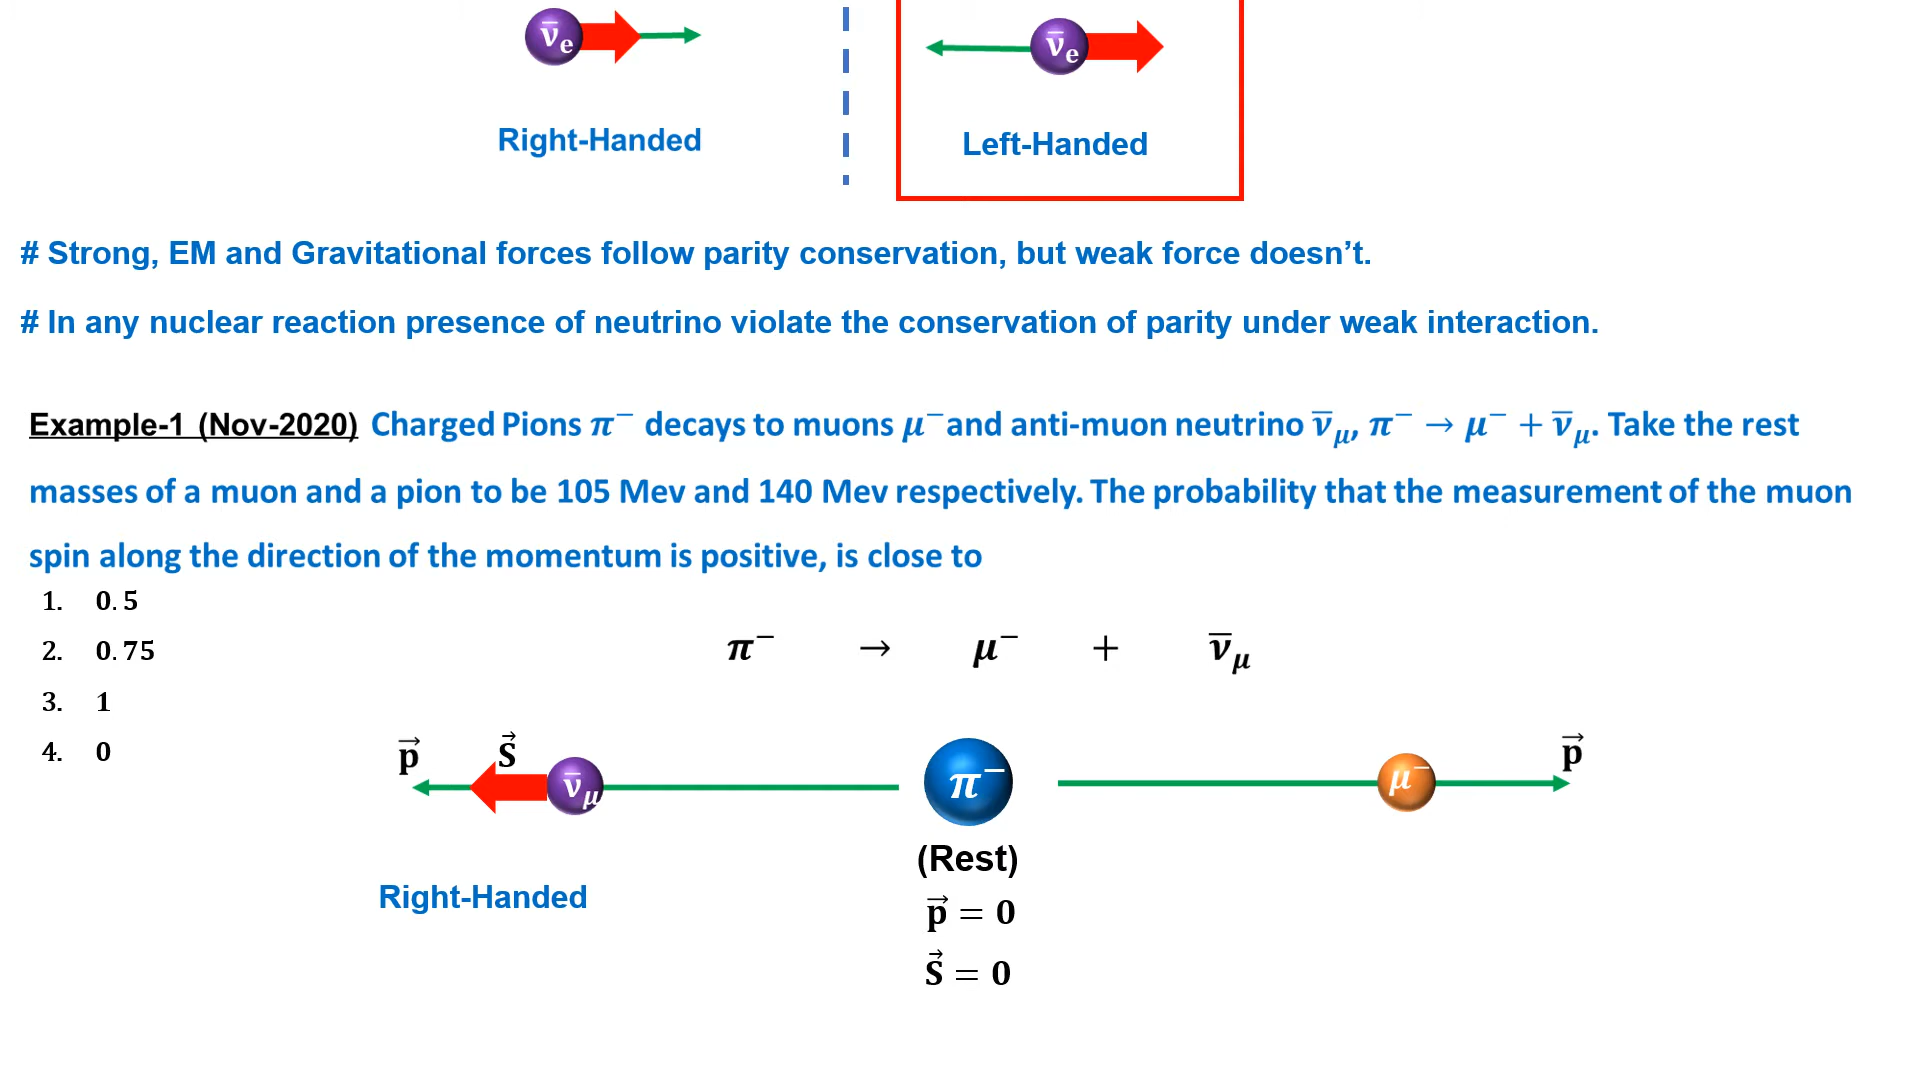 ν̅e
ν̅e
Right-Handed
Left-Handed
# Strong, EM and Gravitational forces follow parity conservation, but weak force doesn’t.
# In any nuclear reaction presence of neutrino violate the conservation of parity under weak interaction.
Example-1 (Nov-2020) Charged Pions π⁻ decays to muons μ⁻and anti-muon neutrino ν̅μ, π⁻ → μ⁻ + ν̅μ. Take the rest
masses of a muon and a pion to be 105 Mev and 140 Mev respectively. The probability that the measurement of the muon
spin along the direction of the momentum is positive, is close to
1. 0.5
2. 0.75
3. 1
4. 0
π⁻ → μ⁻ + ν̅μ
p⃗ S⃗ ν̅μ π⁻ μ⁻ p⃗
(Rest)
Right-Handed
p⃗ = 0
S⃗ = 0